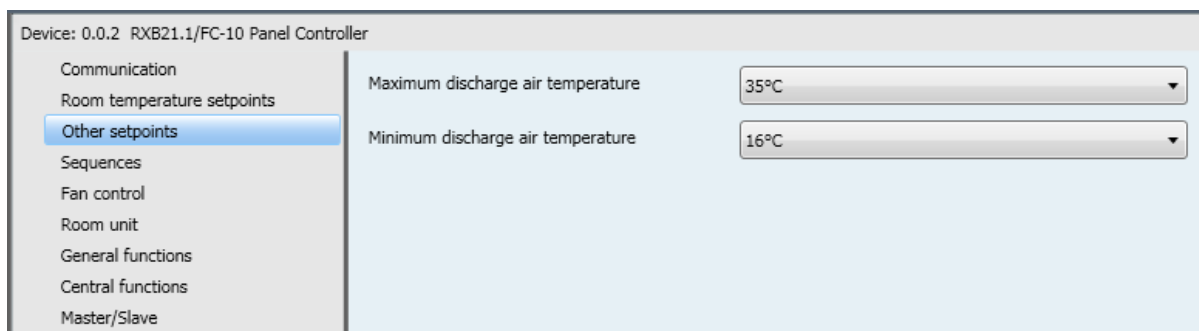 Device: 0.0.2 RXB21.1/FC-10 Panel Controller
Communication
Room temperature setpoints
Other setpoints
Sequences
Fan control
Room unit
General functions
Central functions
Master/Slave
Maximum discharge air temperature 35°C
Minimum discharge air temperature 16°C